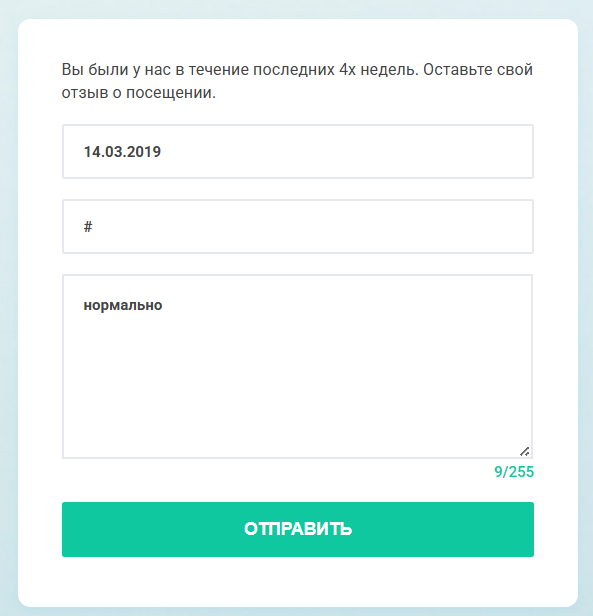 Вы были у нас в течение последних 4х недель. Оставьте свой
отзыв о посещении.
14.03.2019
#
нормально
9/255
ОТПРАВИТЬ